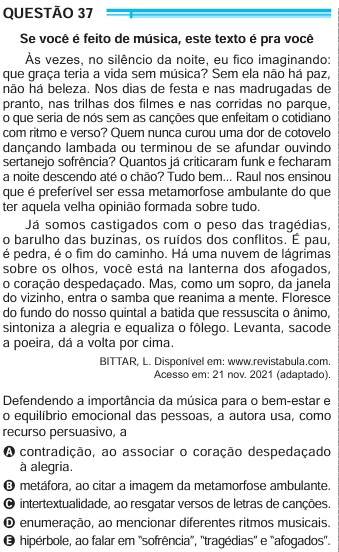 QUESTÃO 37
Se você é feito de música, este texto é pra você
Às vezes, no silêncio da noite, eu fico imaginando:
que graça teria a vida sem música? Sem ela não há paz,
não há beleza. Nos dias de festa e nas madrugadas de
pranto, nas trilhas dos filmes e nas corridas no parque,
o que seria de nós sem as canções que enfeitam o cotidiano
com ritmo e verso? Quem nunca curou uma dor de cotovelo
dançando lambada ou terminou de se afundar ouvindo
sertanejo sofrência? Quantos já criticaram funk e fecharam
a noite descendo até o chão? Tudo bem... Raul nos ensinou
que é preferível ser essa metamorfose ambulante do que
ter aquela velha opinião formada sobre tudo.
Já somos castigados com o peso das tragédias,
o barulho das buzinas, os ruídos dos conflitos. É pau,
é pedra, é o fim do caminho. Há uma nuvem de lágrimas
sobre os olhos, você está na lanterna dos afogados,
o coração despedaçado. Mas, como um sopro, da janela
do vizinho, entra o samba que reanima a mente. Floresce
do fundo do nosso quintal a batida que ressuscita o ânimo,
sintoniza a alegria e equaliza o fôlego. Levanta, sacode
a poeira, dá a volta por cima.
BITTAR, L. Disponível em: www.revistabula.com.
Acesso em: 21 nov. 2021 (adaptado).
Defendendo a importância da música para o bem-estar e
o equilíbrio emocional das pessoas, a autora usa, como
recurso persuasivo, a
A contradição, ao associar o coração despedaçado
à alegria.
B metáfora, ao citar a imagem da metamorfose ambulante.
C intertextualidade, ao resgatar versos de letras de canções.
D enumeração, ao mencionar diferentes ritmos musicais.
E hipérbole, ao falar em “sofrência”, “tragédias” e “afogados”.